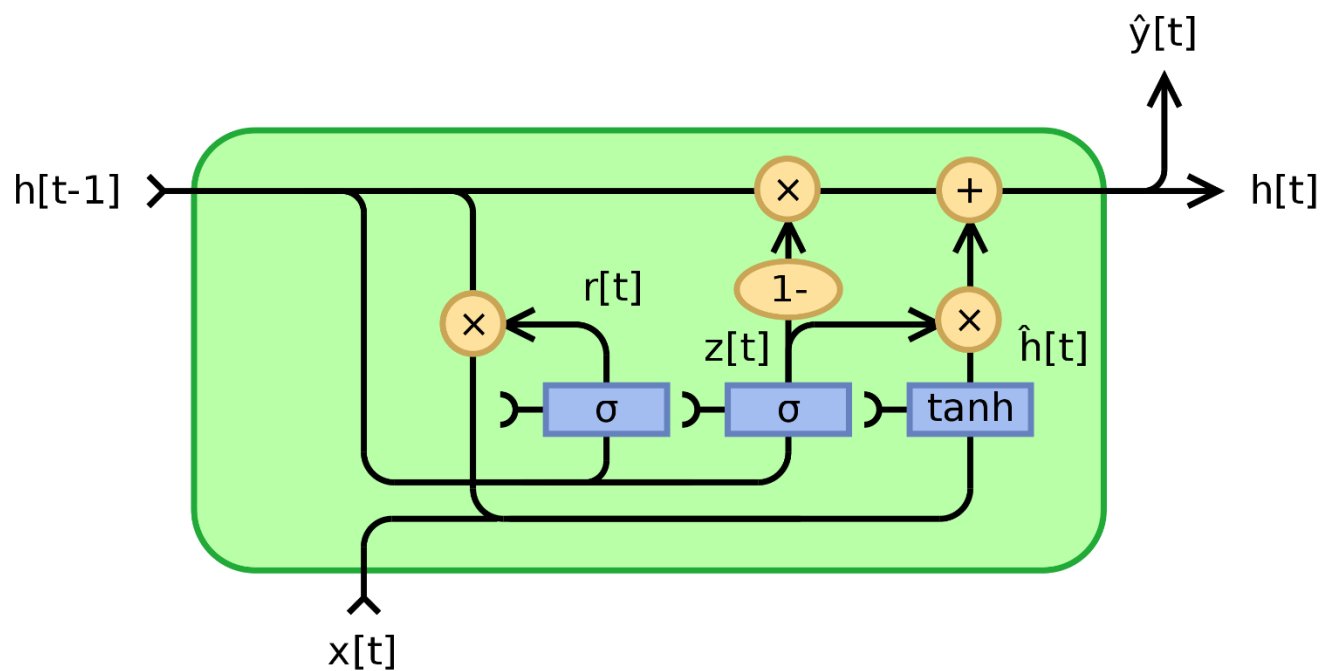 ŷ[t]
h[t-1]
×
+
h[t]
r[t]
1-
×
z[t]
×
ĥ[t]
σ
σ
tanh
x[t]